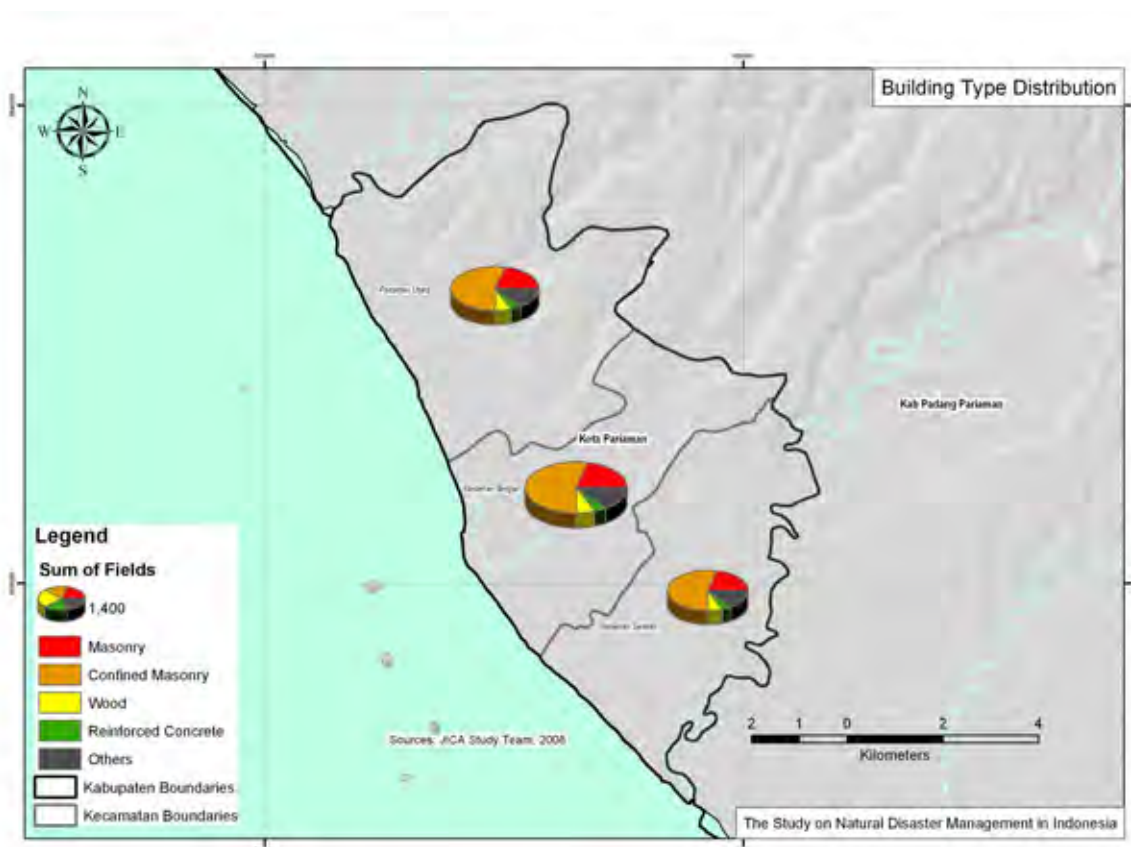 Building Type Distribution
N
W E
S
Kota Pariaman
Kab Padang Pariaman
Legend
Sum of Fields
1,400
Masonry
Confined Masonry
Wood
Reinforced Concrete
Others
Kabupaten Boundaries
Kecamatan Boundaries
Sources: JICA Study Team, 2008
2 1 0 2 4
Kilometers
The Study on Natural Disaster Management in Indonesia